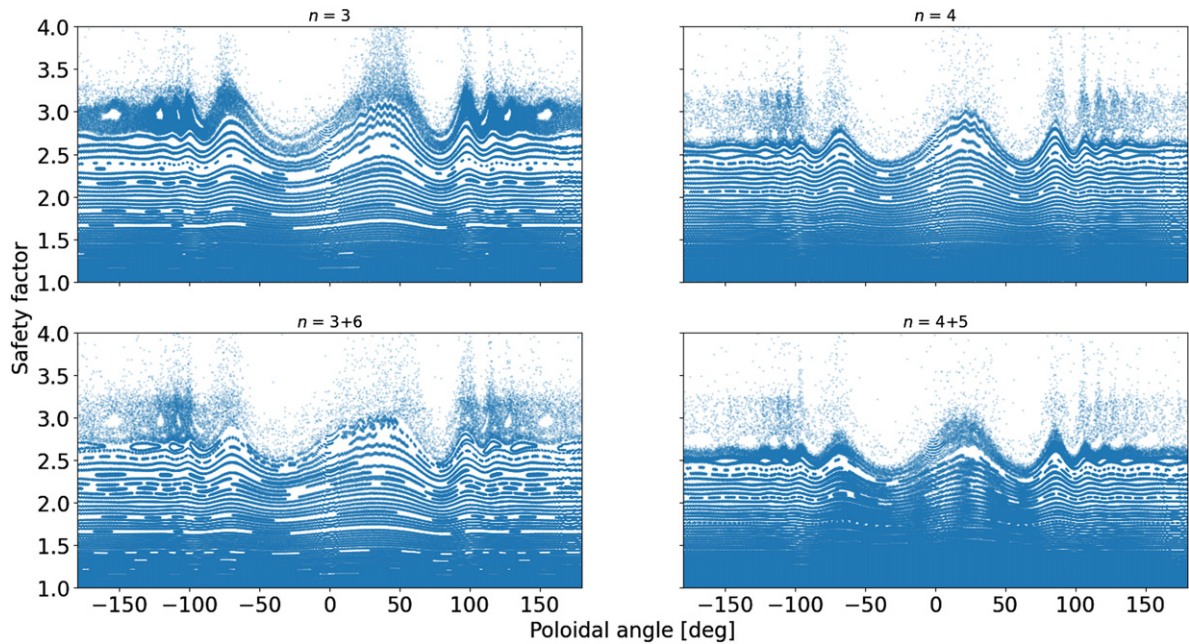 n = 3
n = 4
4.0
3.5
3.0
2.5
2.0
1.5
1.0
n = 3+6
n = 4+5
4.0
3.5
3.0
2.5
2.0
1.5
1.0
Safety factor
−150 −100 −50 0 50 100 150
−150 −100 −50 0 50 100 150
Poloidal angle [deg]